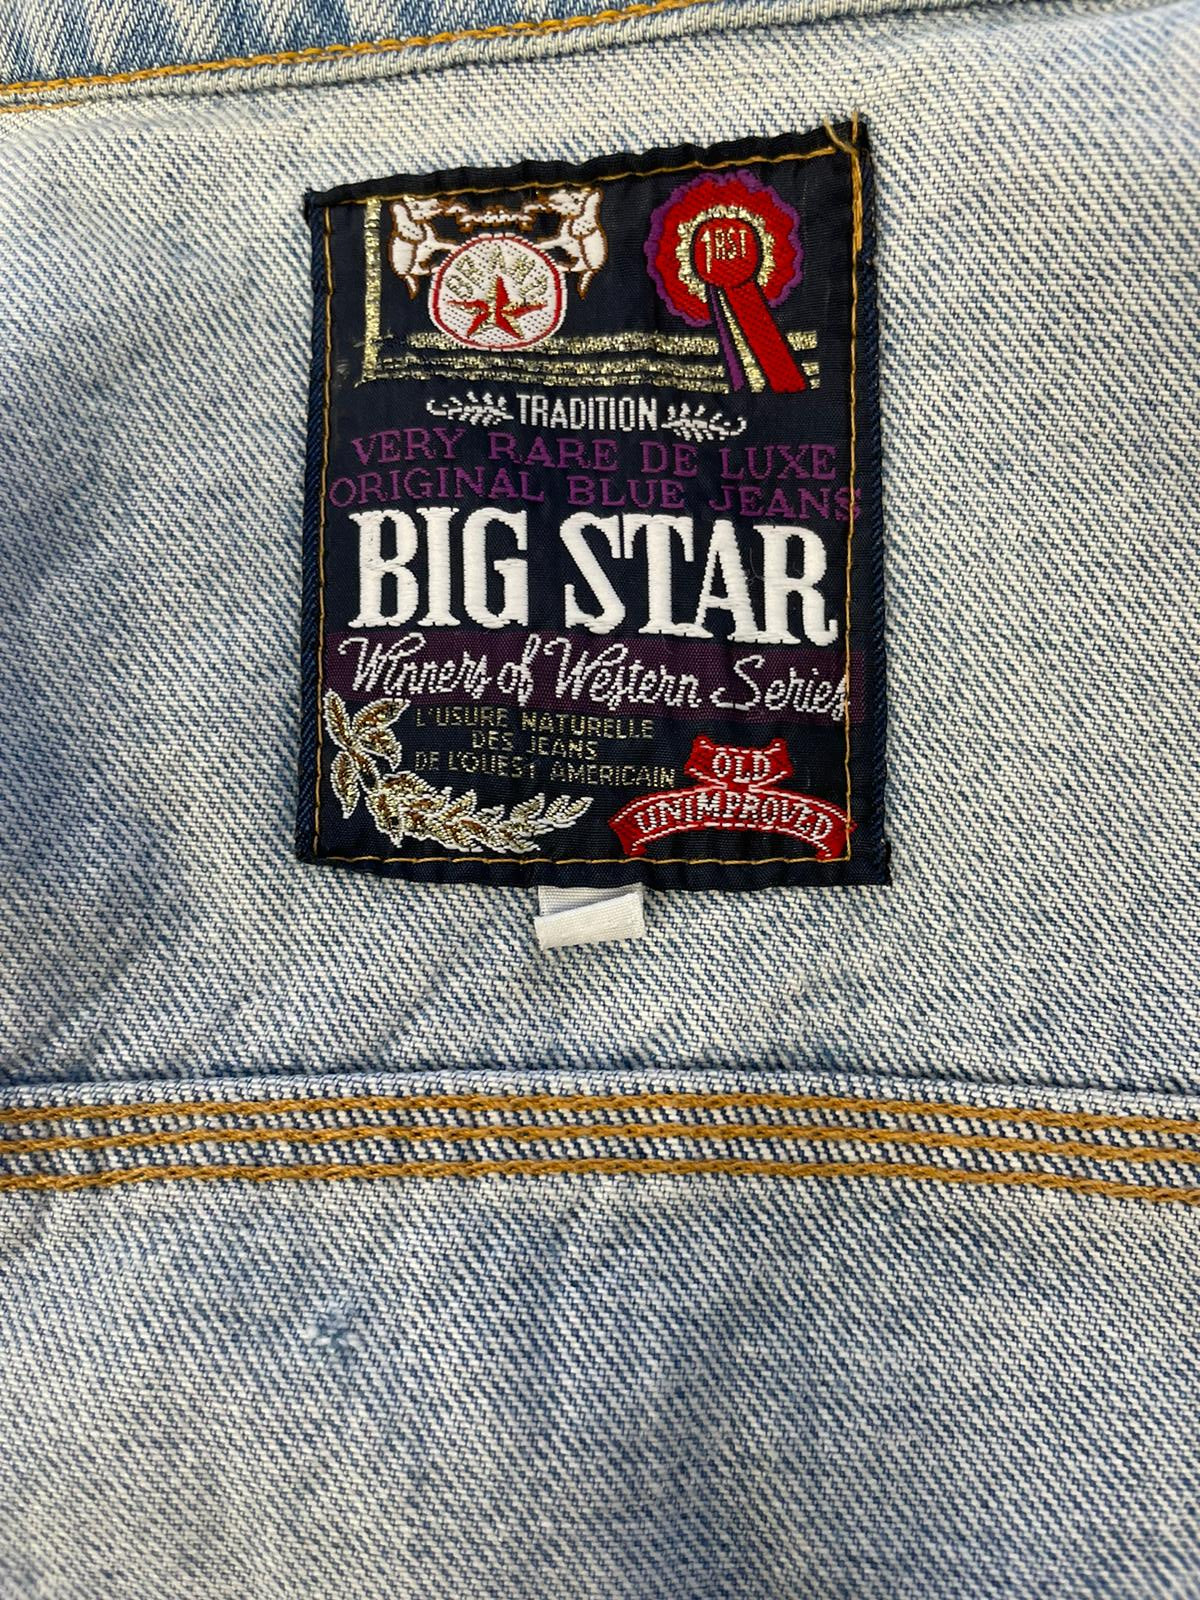 1RST
TRADITION
VERY RARE DE LUXE
ORIGINAL BLUE JEANS
BIG STAR
Winners of Western Series
L'USURE NATURELLE
DES JEANS
DE L'OUEST AMERICAIN
OLD
UNIMPROVED